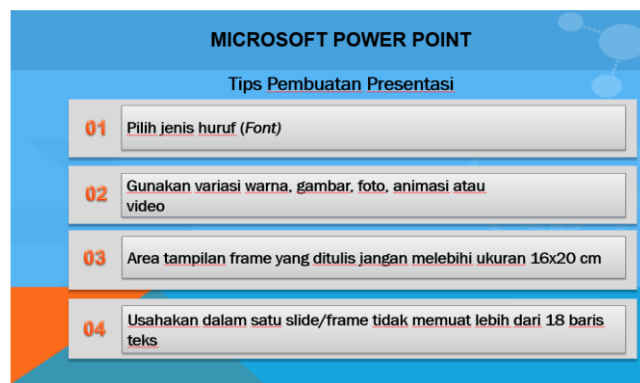 MICROSOFT POWER POINT
Tips Pembuatan Presentasi
01 Pilih jenis huruf (Font)
02 Gunakan variasi warna, gambar, foto, animasi atau
video
03 Area tampilan frame yang ditulis jangan melebihi ukuran 16x20 cm
04 Usahakan dalam satu slide/frame tidak memuat lebih dari 18 baris
teks